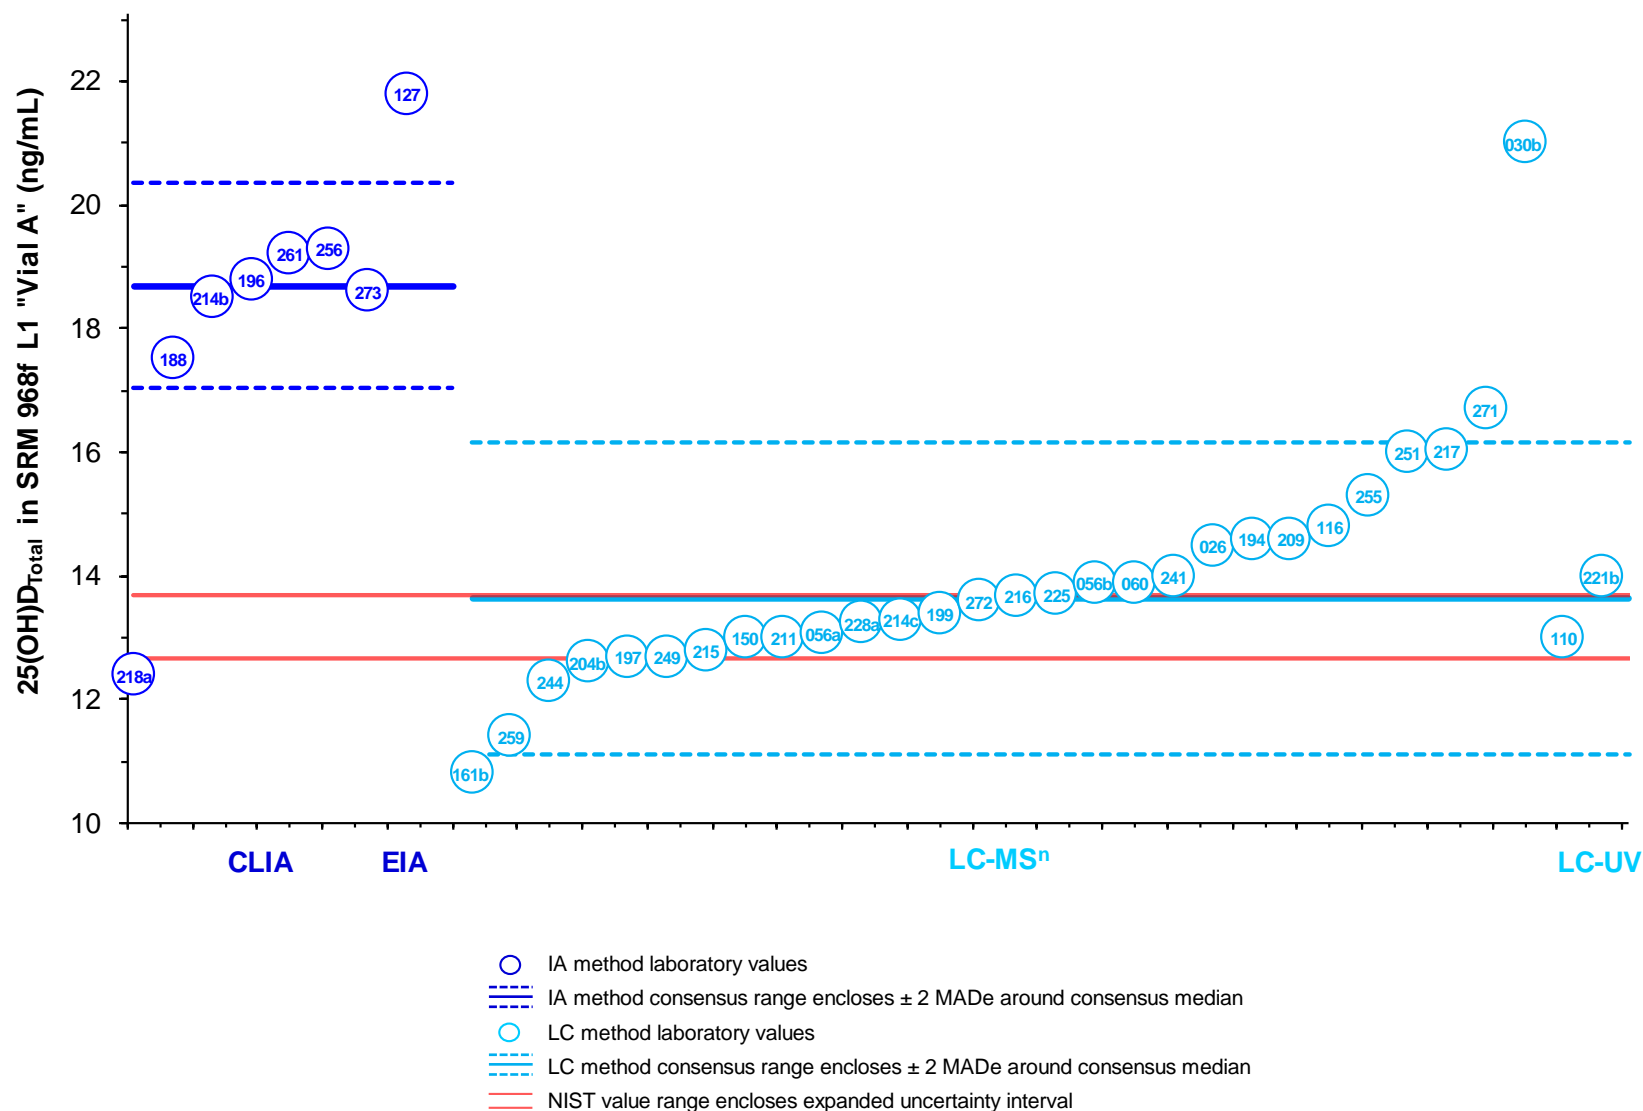 25(OH)D_Total in SRM 968f L1 "Vial A" (ng/mL)
22
20
18
16
14
12
10
127
030b
261
256
196
214b
273
188
271
251
217
255
116
026
194
209
241
221b
056b
060
225
216
272
199
214c
228a
056a
211
150
110
215
249
197
204b
244
218a
259
161b
CLIA
EIA
LC-MSⁿ
LC-UV
IA method laboratory values
IA method consensus range encloses ± 2 MADe around consensus median
LC method laboratory values
LC method consensus range encloses ± 2 MADe around consensus median
NIST value range encloses expanded uncertainty interval